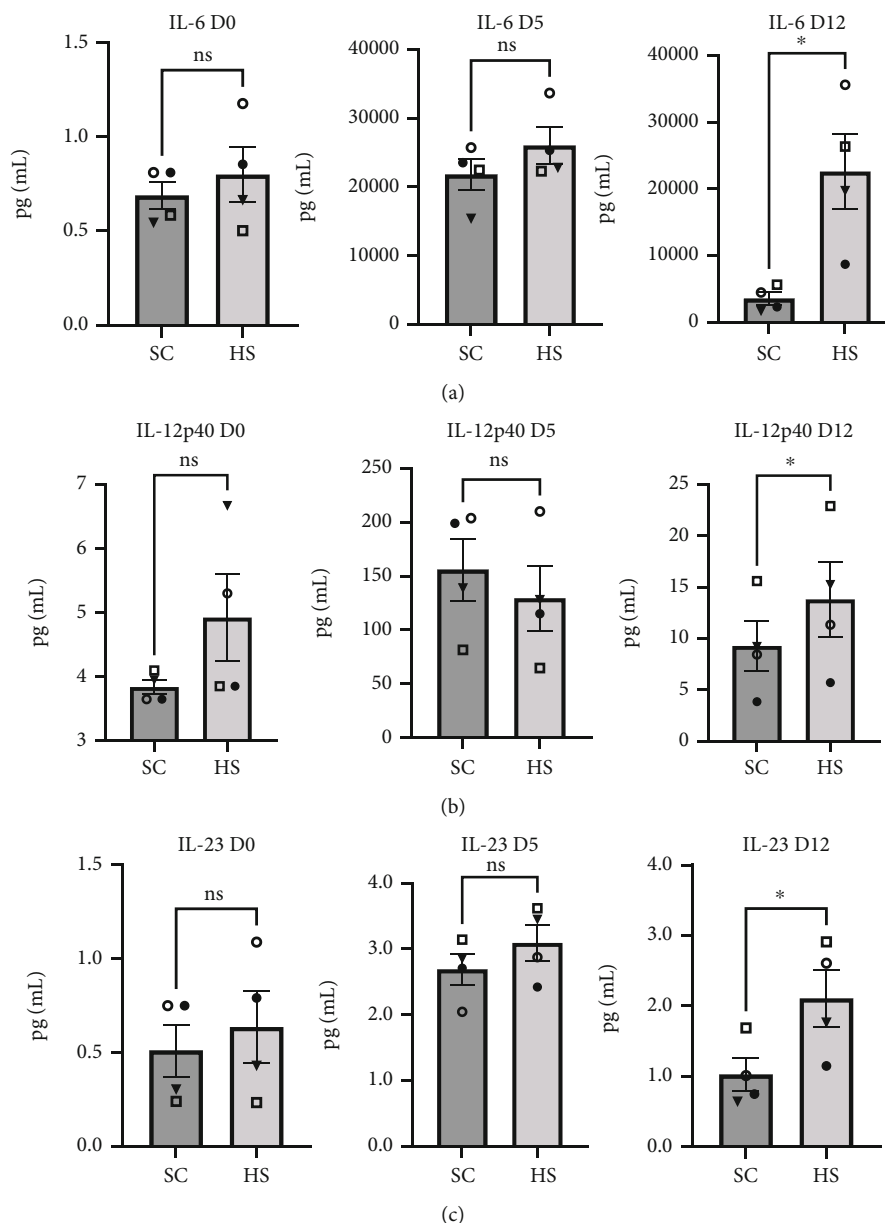 IL-6 D0
IL-6 D5
IL-6 D12
1.5
1.0
0.5
0.0
pg (mL)
ns
SC
HS
40000
30000
20000
10000
0
pg (mL)
ns
SC
HS
40000
30000
20000
10000
0
pg (mL)
*
SC
HS
(a)
IL-12p40 D0
IL-12p40 D5
IL-12p40 D12
7
6
5
4
3
pg (mL)
ns
SC
HS
250
200
150
100
50
0
pg (mL)
ns
SC
HS
25
20
15
10
5
0
pg (mL)
*
SC
HS
(b)
IL-23 D0
IL-23 D5
IL-23 D12
1.5
1.0
0.5
0.0
pg (mL)
ns
SC
HS
4.0
3.0
2.0
1.0
0.0
pg (mL)
ns
SC
HS
4.0
3.0
2.0
1.0
0.0
pg (mL)
*
SC
HS
(c)